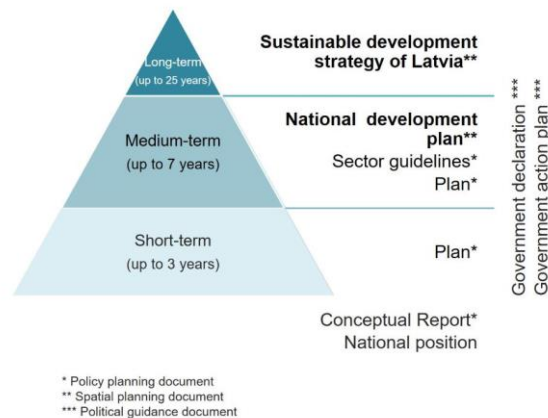 Long-term
(up to 25 years)
Sustainable development
strategy of Latvia**
Medium-term
(up to 7 years)
National development
plan**
Sector guidelines*
Plan*
Short-term
(up to 3 years)
Plan*
Conceptual Report*
National position
Government declaration ***
Government action plan ***
* Policy planning document
** Spatial planning document
*** Political guidance document